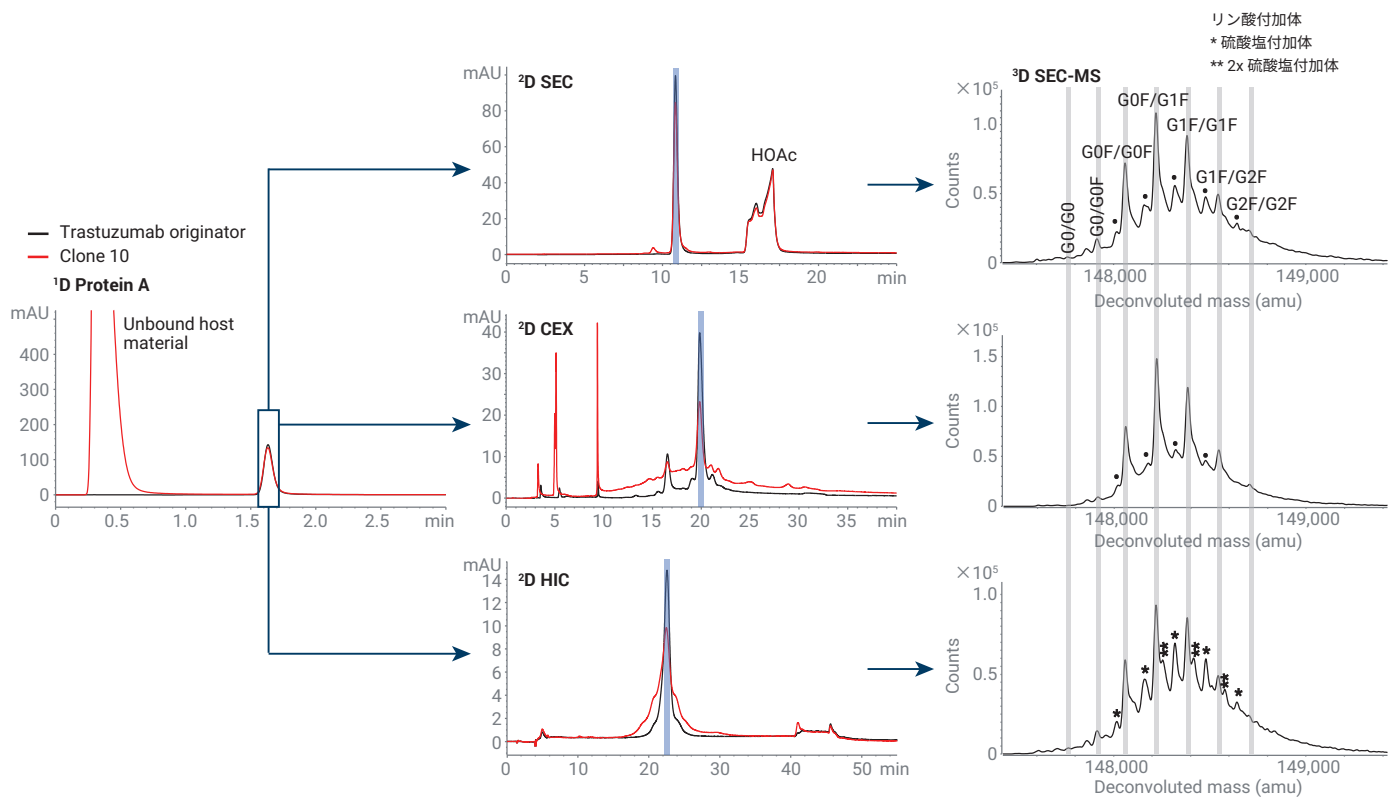 リン酸付加体
* 硫酸塩付加体
** 2x 硫酸塩付加体
Trastuzumab originator
Clone 10
¹D Protein A
mAU
Unbound host
material
400
300
200
100
0
0 0.5 1.0 1.5 2.0 2.5 min
²D SEC
mAU
80
60
40
20
0
HOAc
0 5 10 15 20 min
²D CEX
mAU
40
30
20
10
0
0 5 10 15 20 25 30 35 min
²D HIC
mAU
14
12
10
8
6
4
2
0
0 10 20 30 40 50 min
³D SEC-MS
×10⁵
1.0
0.5
0
Counts
G0/G0
G0/G0F
G0F/G0F
G0F/G1F
G1F/G1F
G1F/G2F
G2F/G2F
148,000 149,000
Deconvoluted mass (amu)
×10⁵
1.5
1.0
0.5
0
Counts
148,000 149,000
Deconvoluted mass (amu)
×10⁵
1.0
0.5
0
Counts
* * ** * ** * ** *
148,000 149,000
Deconvoluted mass (amu)